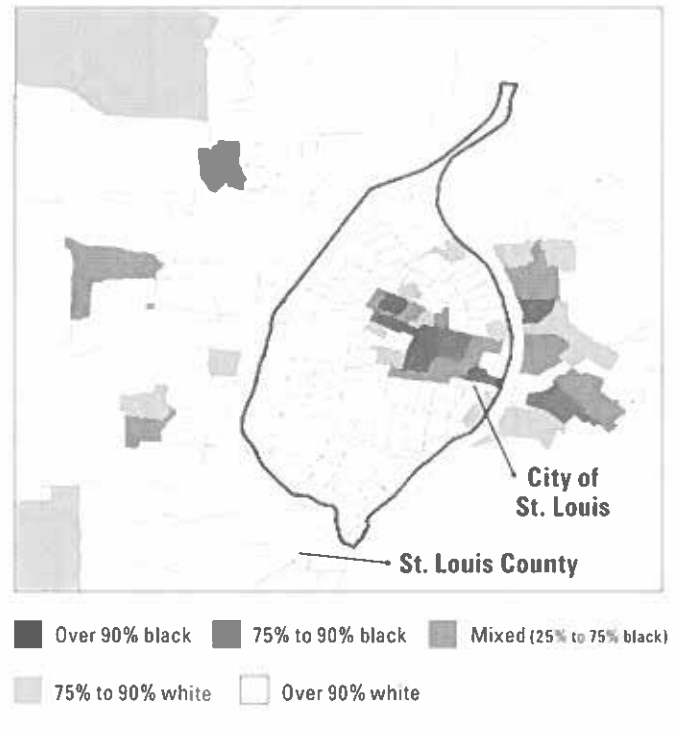 City of
St. Louis
St. Louis County
Over 90% black
75% to 90% black
Mixed (25% to 75% black)
75% to 90% white
Over 90% white